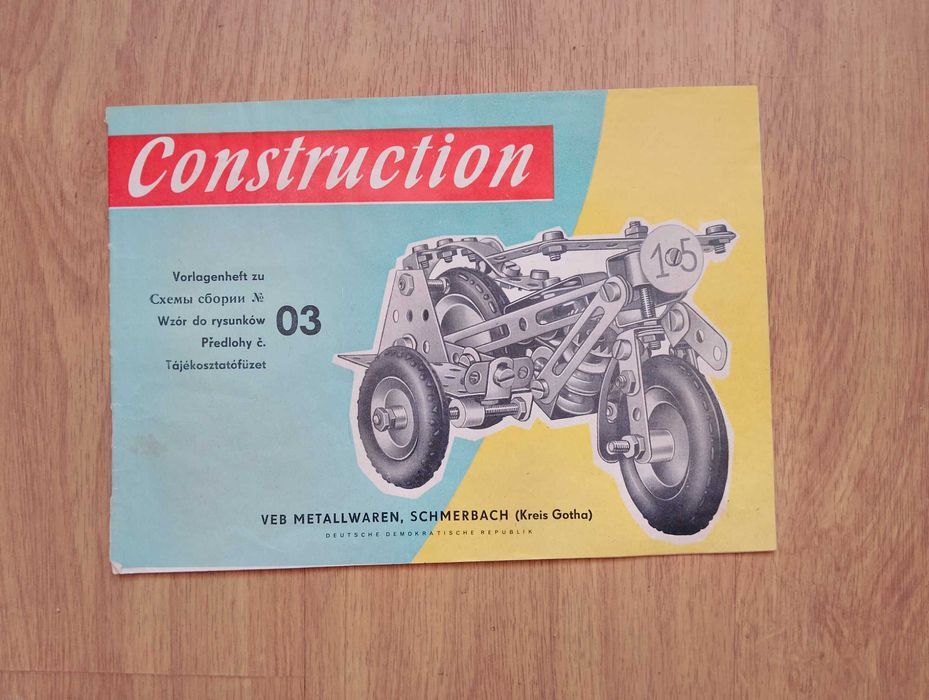 Construction
Vorlagenheft zu
Схемы сбории №
Wzór do rysunków
Předlohy č.
Tájékosztatófüzet
03
15
VEB METALLWAREN, SCHMERBACH (Kreis Gotha)
DEUTSCHE DEMOKRATISCHE REPUBLIK